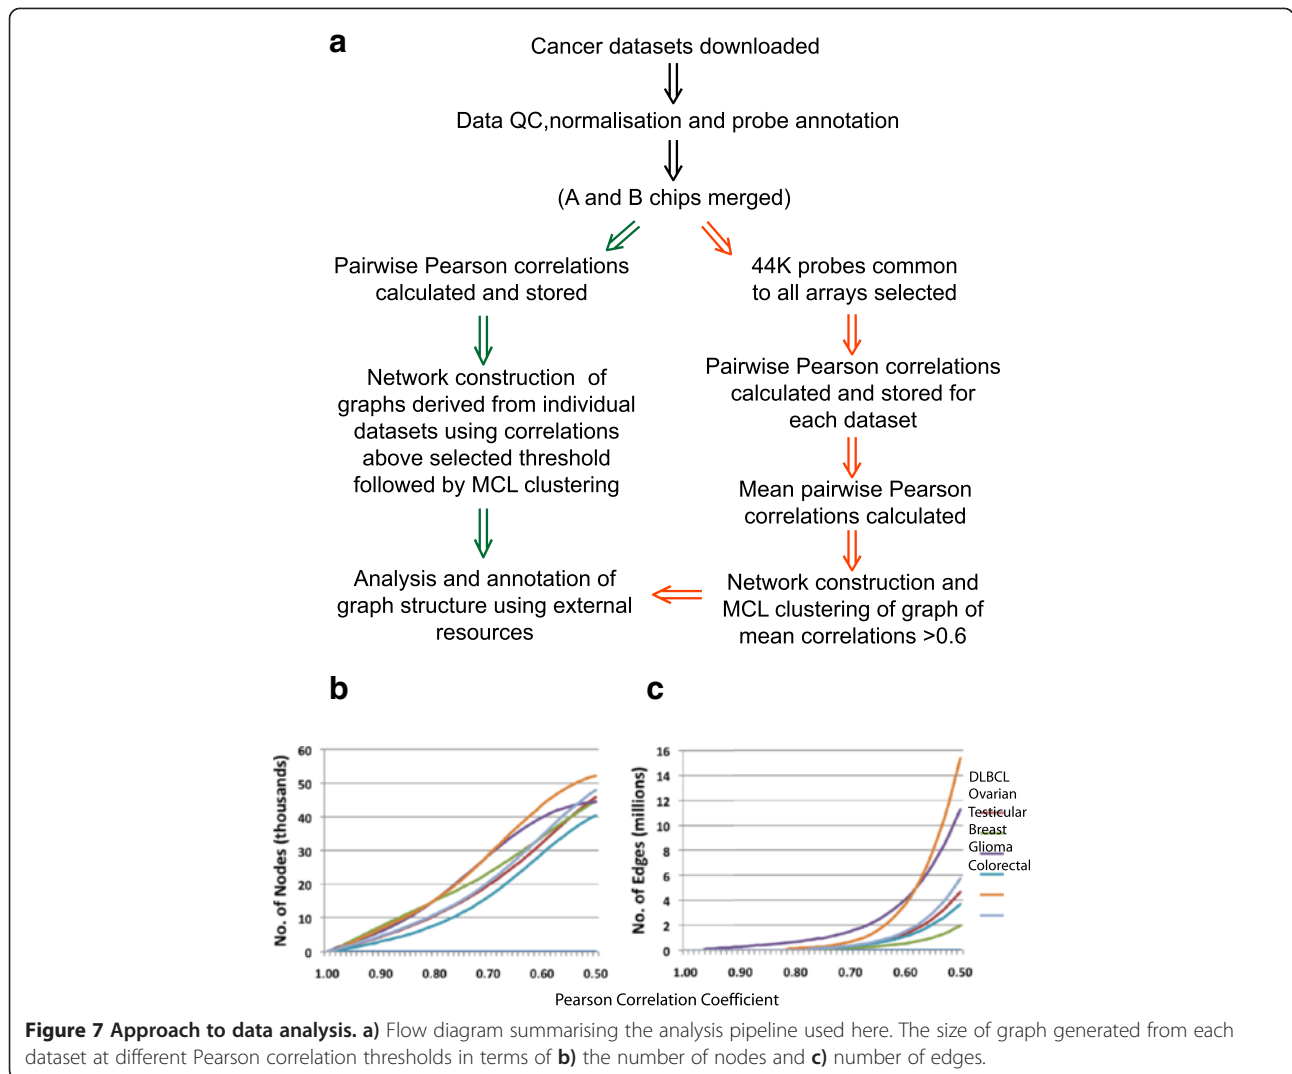 a
Cancer datasets downloaded
Data QC,normalisation and probe annotation
(A and B chips merged)
Pairwise Pearson correlations
calculated and stored
Network construction of
graphs derived from individual
datasets using correlations
above selected threshold
followed by MCL clustering
Analysis and annotation of
graph structure using external
resources
44K probes common
to all arrays selected
Pairwise Pearson correlations
calculated and stored for
each dataset
Mean pairwise Pearson
correlations calculated
Network construction and
MCL clustering of graph of
mean correlations >0.6
b
No. of Nodes (thousands)
60
50
40
30
20
10
0
1.00 0.90 0.80 0.70 0.60 0.50
c
No. of Edges (millions)
16
14
12
10
8
6
4
2
0
1.00 0.90 0.80 0.70 0.60 0.50
DLBCL
Ovarian
Testicular
Breast
Glioma
Colorectal
Pearson Correlation Coefficient
Figure 7 Approach to data analysis. a) Flow diagram summarising the analysis pipeline used here. The size of graph generated from each
dataset at different Pearson correlation thresholds in terms of b) the number of nodes and c) number of edges.